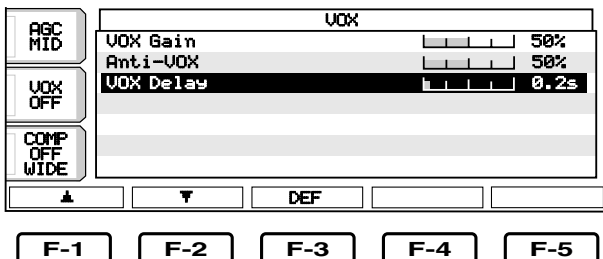 VOX
AGC
MID
VOX Gain 50%
Anti-VOX 50%
VOX Delay 0.2s
VOX
OFF
COMP
OFF
WIDE
▲ ▼ DEF
F-1 F-2 F-3 F-4 F-5